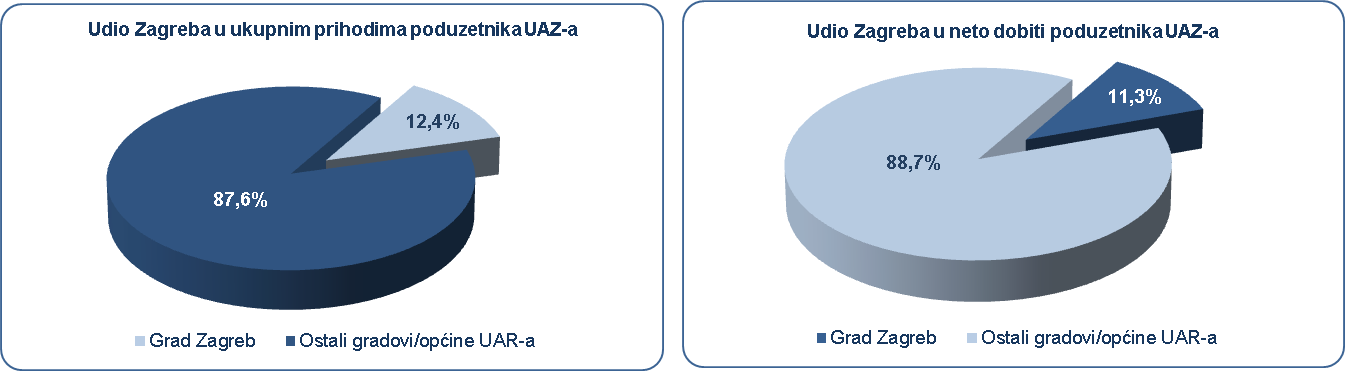 Udio Zagreba u ukupnim prihodima poduzetnika UAZ-a
12,4%
87,6%
Grad Zagreb Ostali gradovi/općine UAR-a
Udio Zagreba u neto dobiti poduzetnika UAZ-a
11,3%
88,7%
Grad Zagreb Ostali gradovi/općine UAR-a